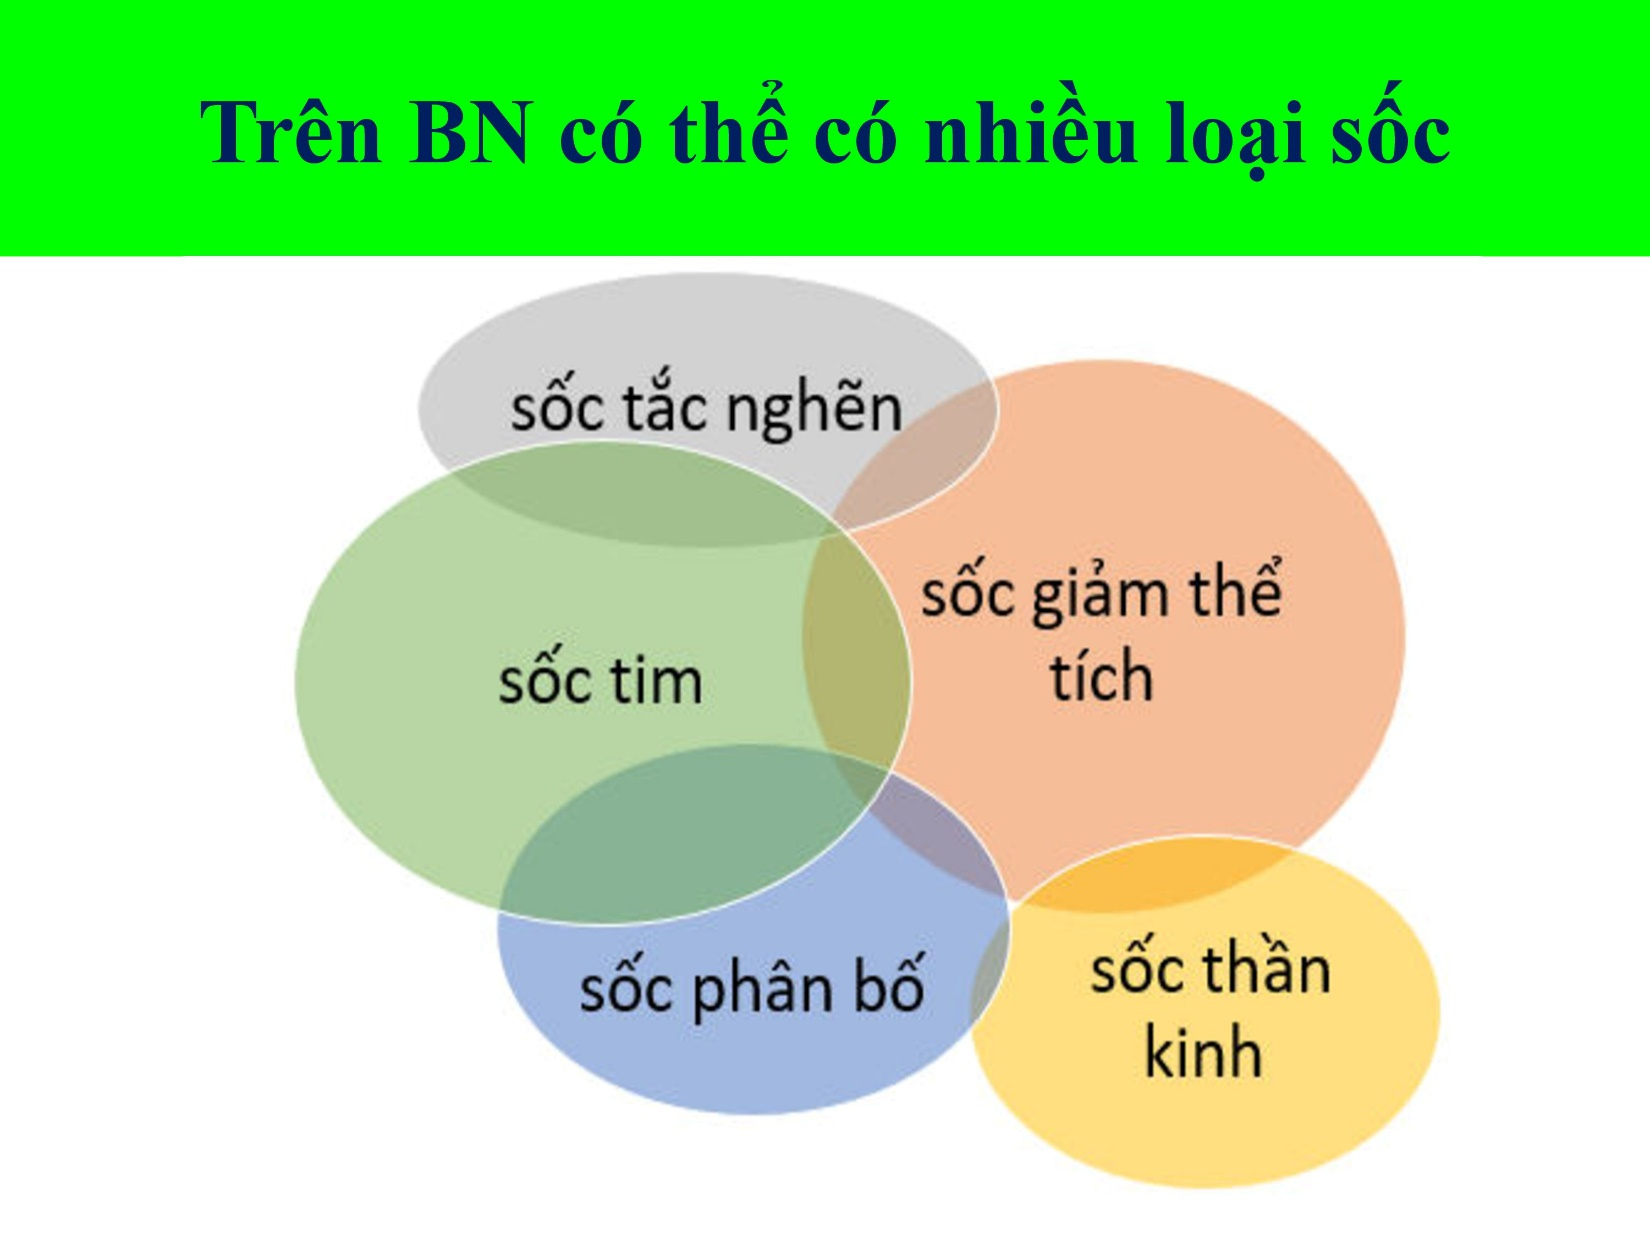 Trên BN có thể có nhiều loại sốc
sốc tắc nghẽn
sốc giảm thể
tích
sốc tim
sốc phân bố
sốc thần
kinh